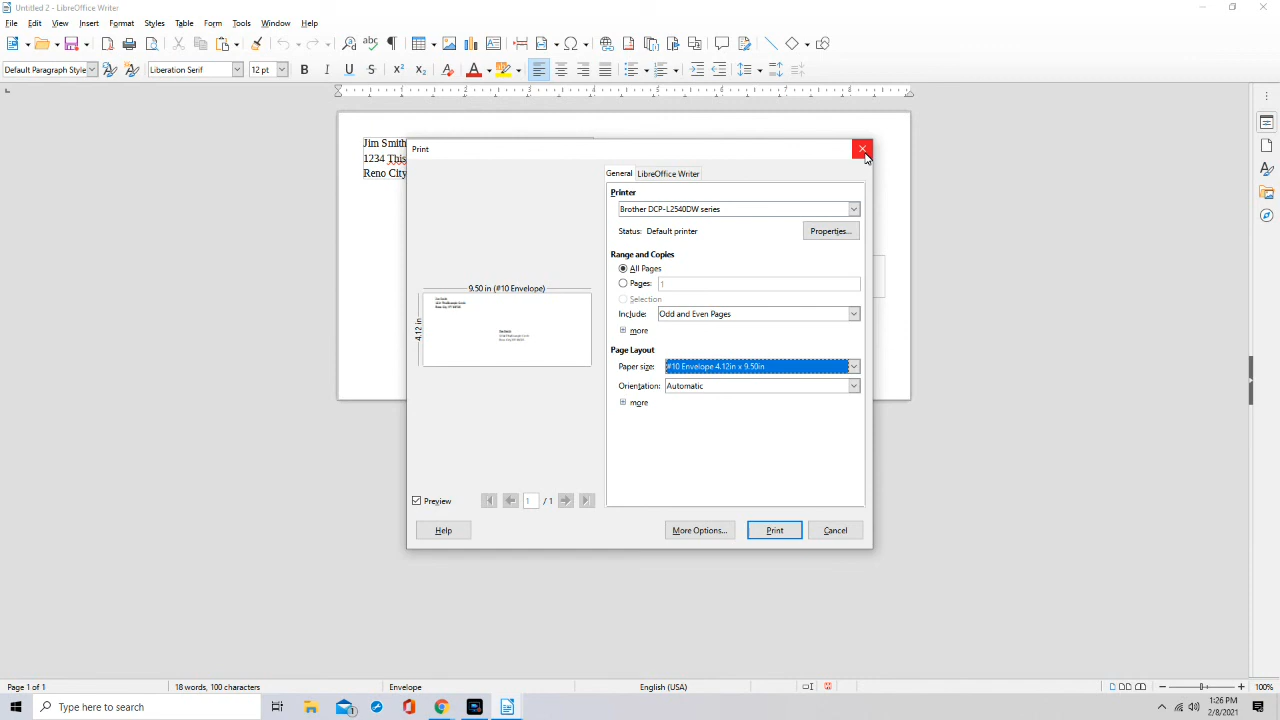 Untitled 2 - LibreOffice Writer
File Edit View Insert Format Styles Table Form Tools Window Help
Default Paragraph Style Liberation Serif 12 pt
Jim Smith
1234 This
Reno City
Print
General LibreOffice Writer
Printer
Brother DCP-L2540DW series
Status: Default printer Properties...
Range and Copies
All Pages
Pages: 1
Selection
Include: Odd and Even Pages
more
Page Layout
Paper size: #10 Envelope 4.12in x 9.50in
Orientation: Automatic
more
9.50 in (#10 Envelope)
4.12 in
Preview 1 / 1
Help More Options... Print Cancel
Page 1 of 1 18 words, 100 characters Envelope English (USA) 100%
Type here to search
1:26 PM
2/8/2021